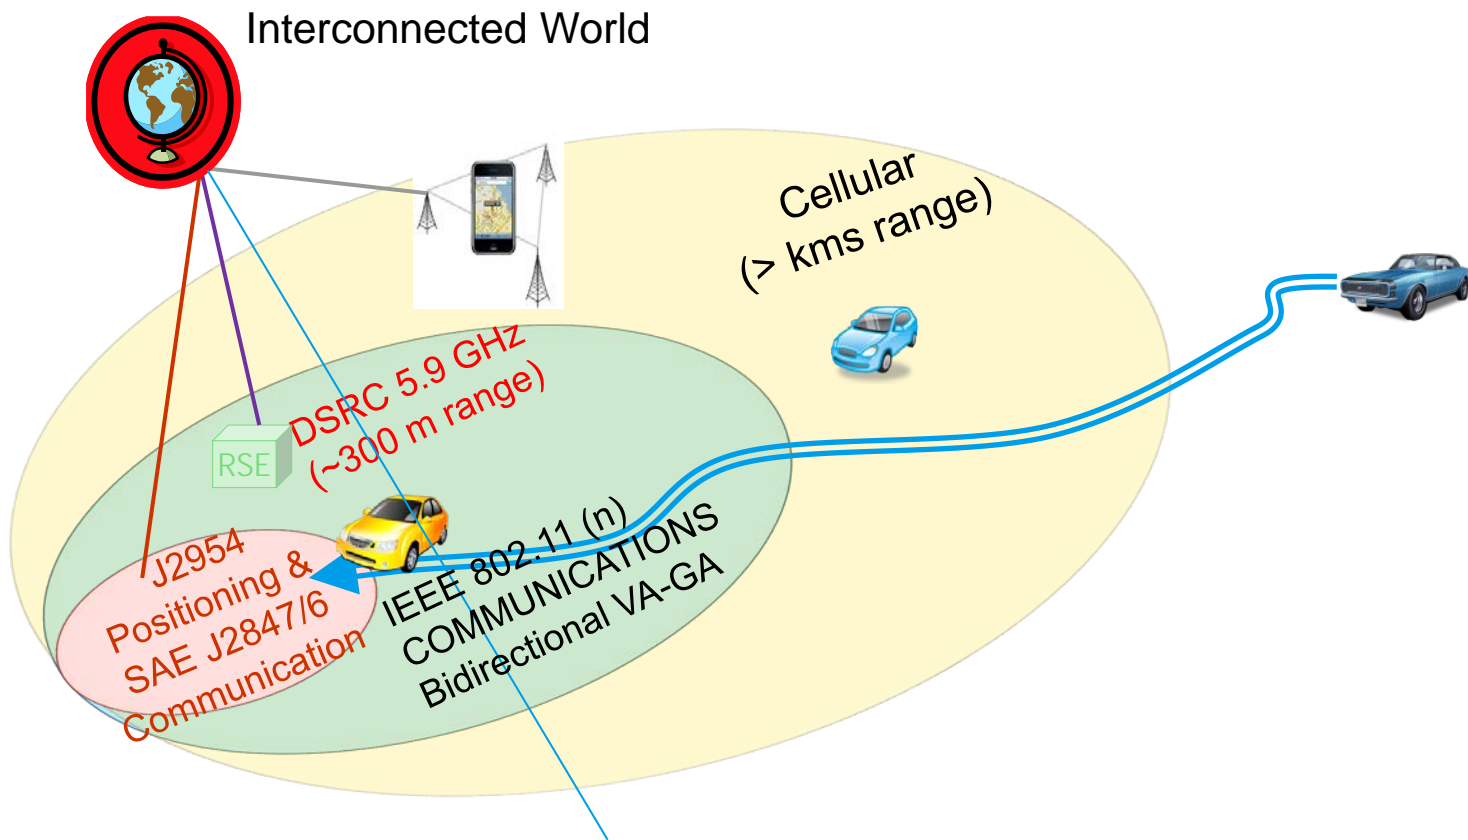 Interconnected World
Cellular
(> kms range)
DSRC 5.9 GHz
(~300 m range)
RSE
IEEE 802.11 (n)
COMMUNICATIONS
Bidirectional VA-GA
J2954
Positioning &
SAE J2847/6
Communication